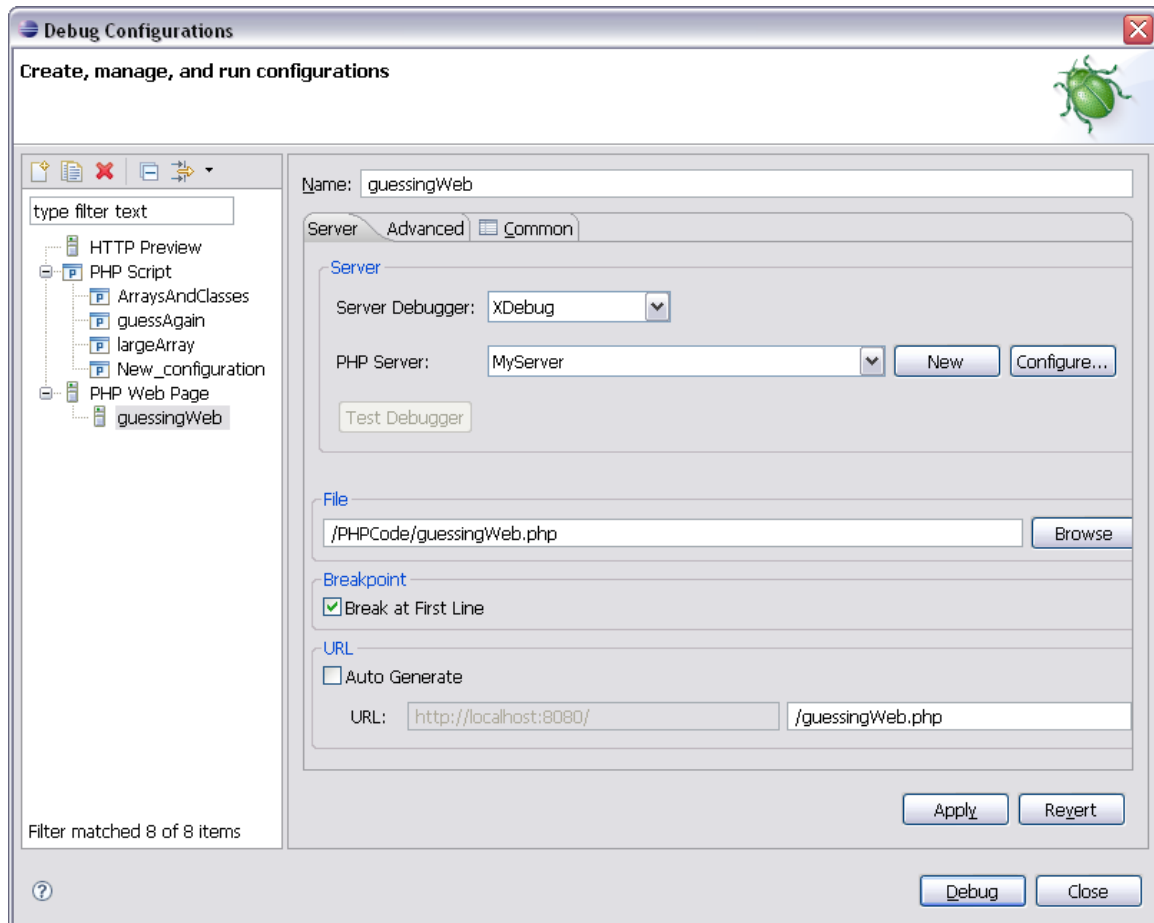 Debug Configurations
Create, manage, and run configurations
type filter text
HTTP Preview
PHP Script
ArraysAndClasses
guessAgain
largeArray
New_configuration
PHP Web Page
guessingWeb
Filter matched 8 of 8 items
Name: guessingWeb
Server Advanced Common
Server
Server Debugger: XDebug
PHP Server: MyServer New Configure...
Test Debugger
File
/PHPCode/guessingWeb.php Browse
Breakpoint
Break at First Line
URL
Auto Generate
URL: http://localhost:8080/ /guessingWeb.php
Apply Revert
? Debug Close